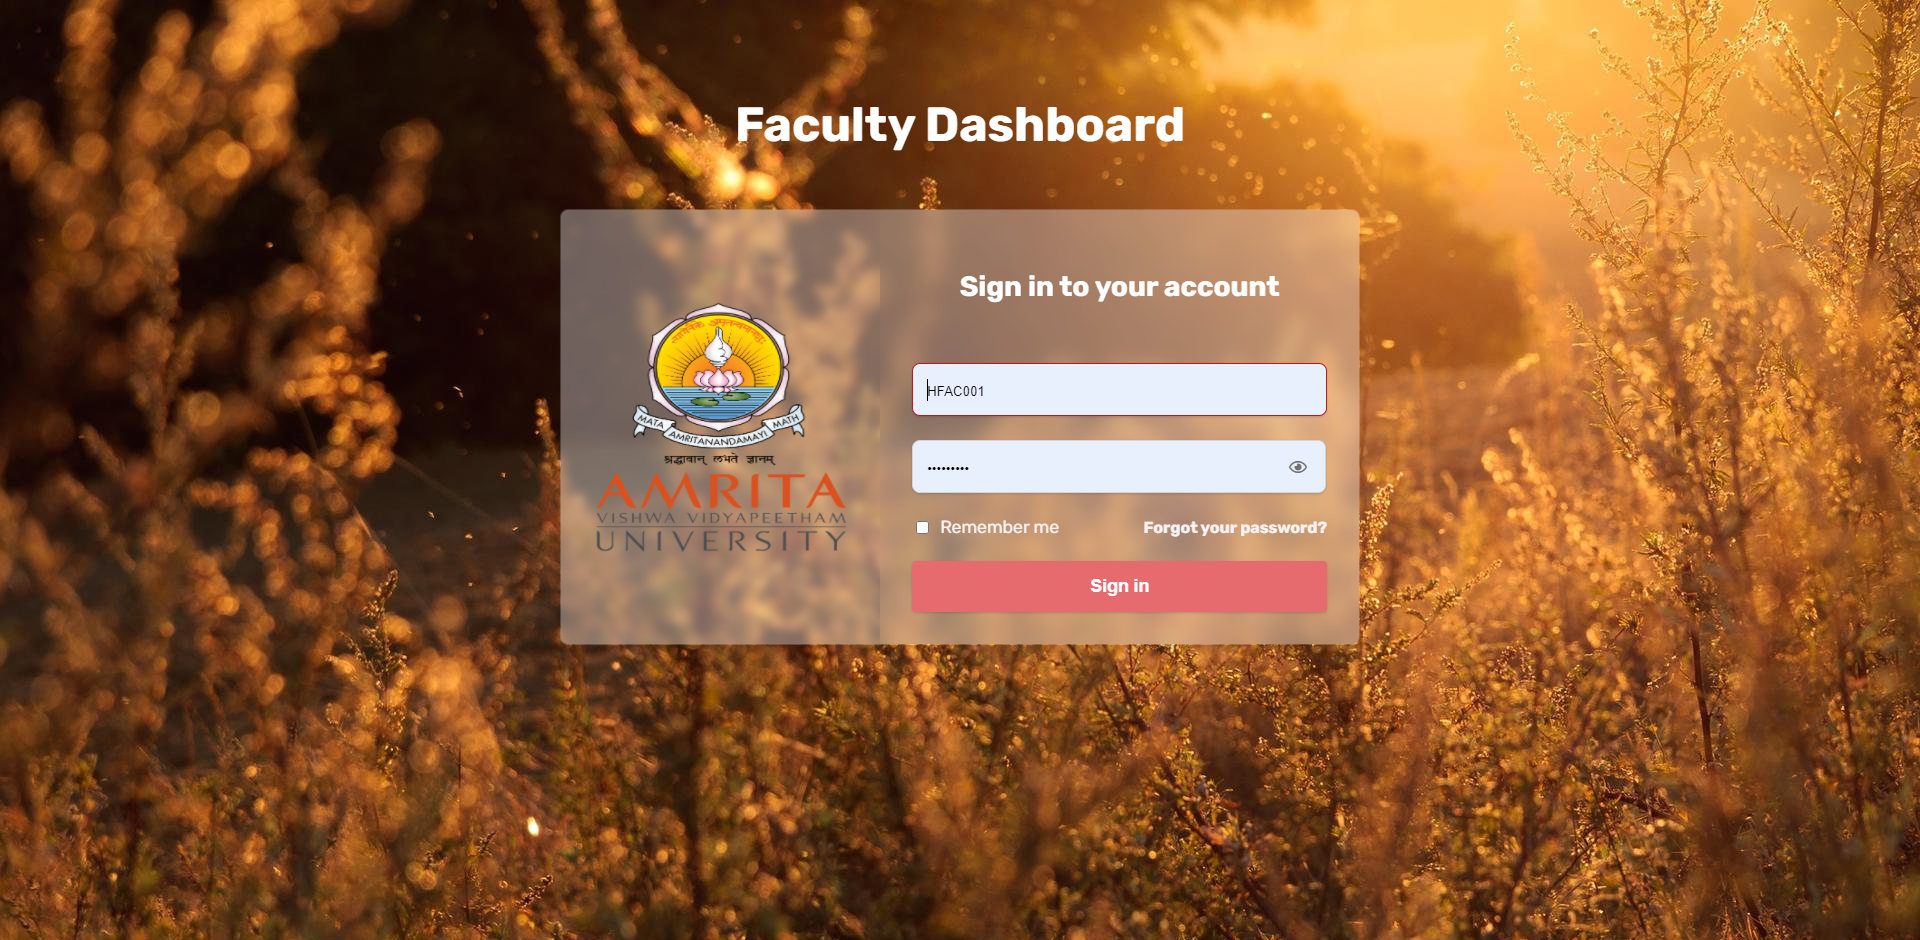 Faculty Dashboard
Sign in to your account
HFAC001
•••••••••
Remember me
Forgot your password?
Sign in
MATA AMRITANANDAMAYI MATH
श्रद्धावान् लभते ज्ञानम्
AMRITA
VISHWA VIDYAPEETHAM
UNIVERSITY